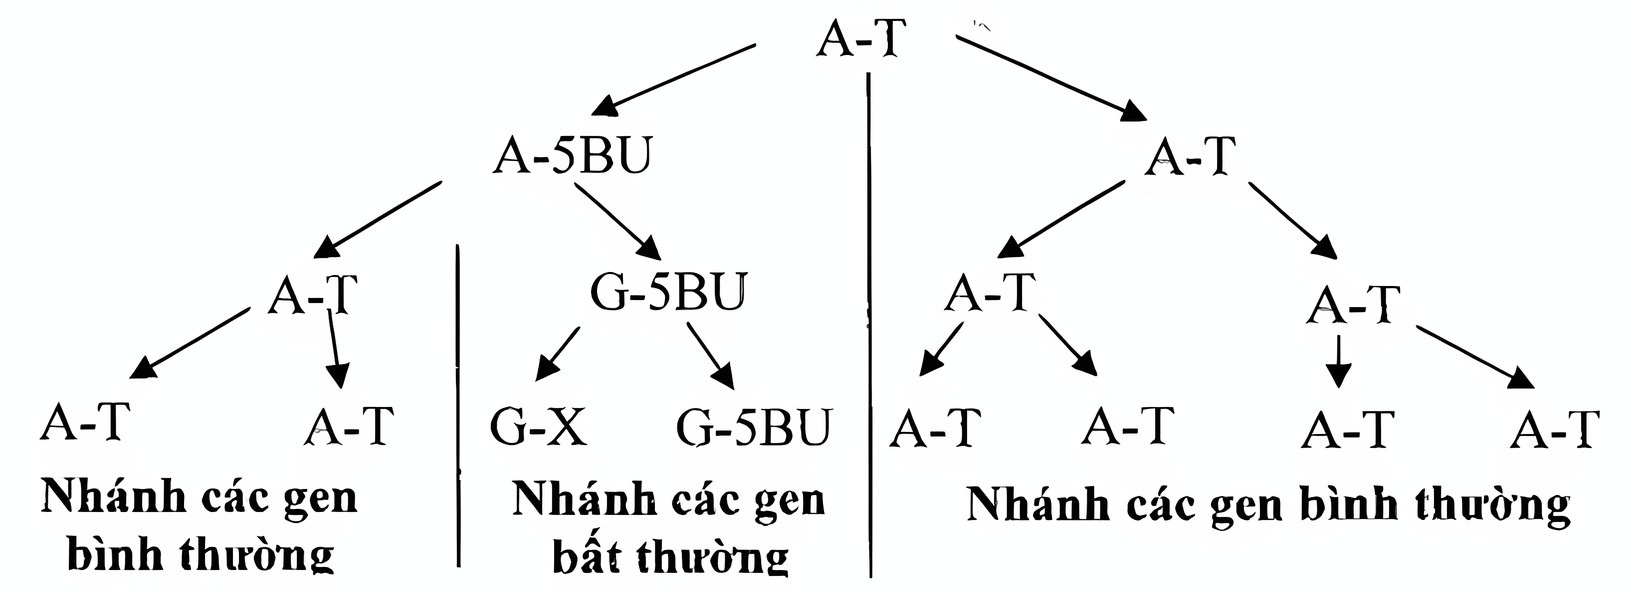 A-T
A-5BU A-T
A-T G-5BU A-T A-T
A-T A-T G-X G-5BU A-T A-T A-T A-T
Nhánh các gen
bình thường
Nhánh các gen
bất thường
Nhánh các gen bình thường